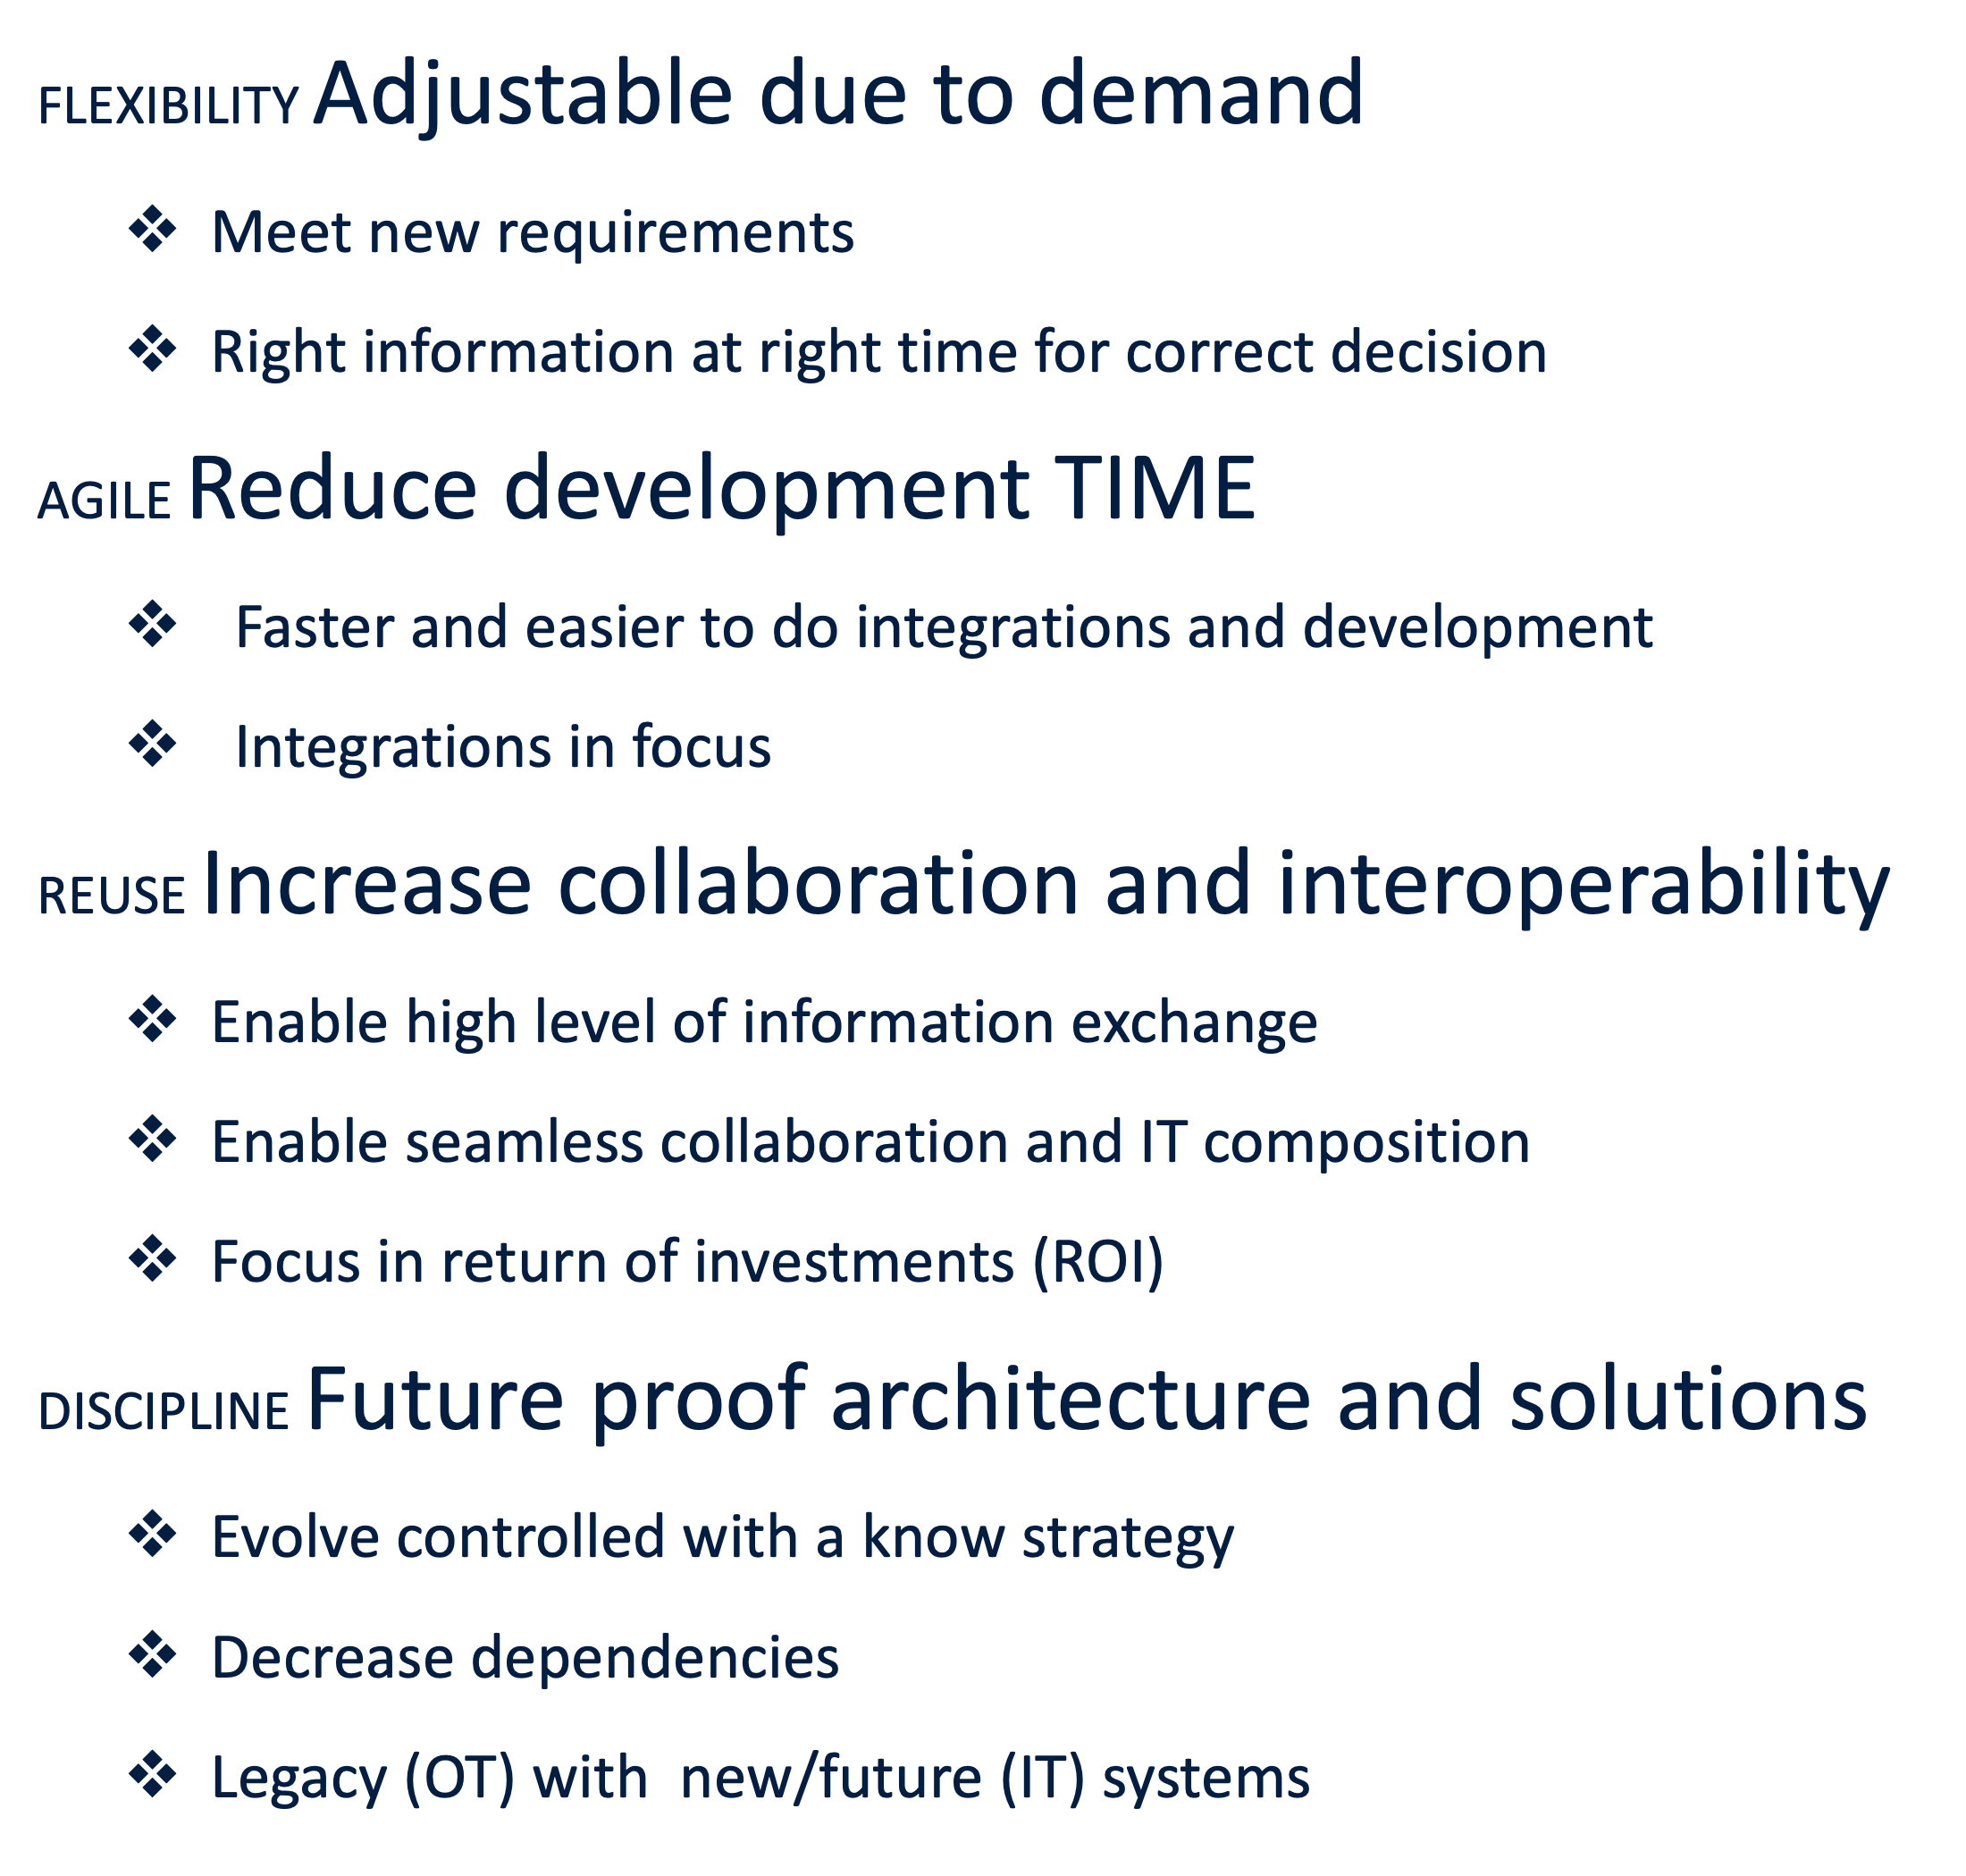 FLEXIBILITY Adjustable due to demand
❖ Meet new requirements
❖ Right information at right time for correct decision
AGILE Reduce development TIME
❖ Faster and easier to do integrations and development
❖ Integrations in focus
REUSE Increase collaboration and interoperability
❖ Enable high level of information exchange
❖ Enable seamless collaboration and IT composition
❖ Focus in return of investments (ROI)
DISCIPLINE Future proof architecture and solutions
❖ Evolve controlled with a know strategy
❖ Decrease dependencies
❖ Legacy (OT) with new/future (IT) systems